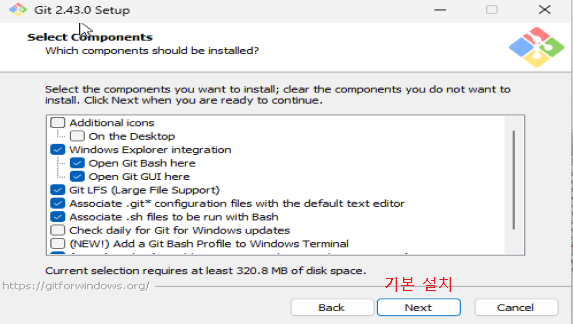 Git 2.43.0 Setup
Select Components
Which components should be installed?
Select the components you want to install; clear the components you do not want to
install. Click Next when you are ready to continue.
Additional icons
On the Desktop
Windows Explorer integration
Open Git Bash here
Open Git GUI here
Git LFS (Large File Support)
Associate .git* configuration files with the default text editor
Associate .sh files to be run with Bash
Check daily for Git for Windows updates
(NEW!) Add a Git Bash Profile to Windows Terminal
Current selection requires at least 320.8 MB of disk space.
기본 설치
https://gitforwindows.org/
Back
Next
Cancel